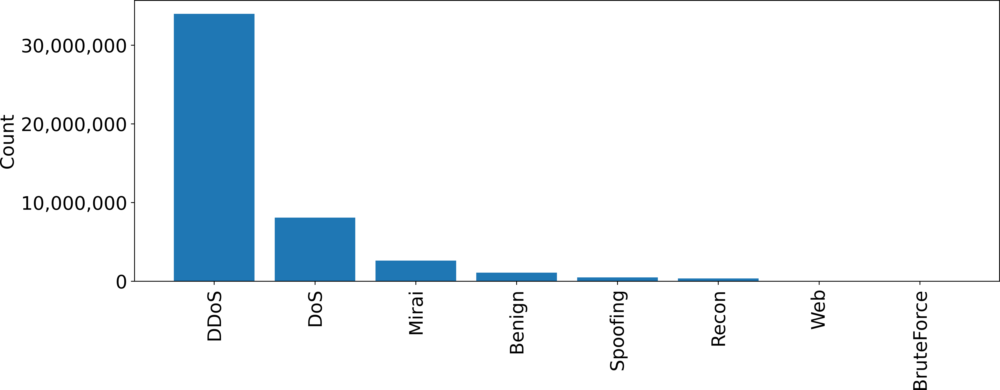 Count
30,000,000
20,000,000
10,000,000
0
DDoS
DoS
Mirai
Benign
Spoofing
Recon
Web
BruteForce